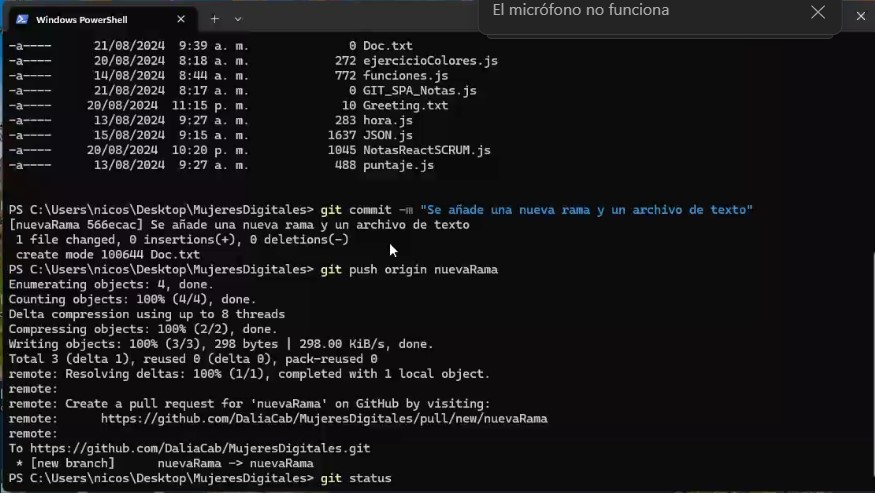 Windows PowerShell
El micrófono no funciona
-a---- 21/08/2024 9:39 a. m. 0 Doc.txt
-a---- 20/08/2024 8:18 a. m. 272 ejercicioColores.js
-a---- 14/08/2024 8:44 a. m. 772 funciones.js
-a---- 21/08/2024 8:17 a. m. 0 GIT_SPA_Notas.js
-a---- 20/08/2024 11:15 p. m. 10 Greeting.txt
-a---- 13/08/2024 9:27 a. m. 283 hora.js
-a---- 15/08/2024 9:15 a. m. 1637 JSON.js
-a---- 20/08/2024 10:20 p. m. 1045 NotasReactSCRUM.js
-a---- 13/08/2024 9:27 a. m. 488 puntaje.js
PS C:\Users\nicos\Desktop\MujeresDigitales> git commit -m "Se añade una nueva rama y un archivo de texto"
[nuevaRama 566ecac] Se añade una nueva rama y un archivo de texto
1 file changed, 0 insertions(+), 0 deletions(-)
create mode 100644 Doc.txt
PS C:\Users\nicos\Desktop\MujeresDigitales> git push origin nuevaRama
Enumerating objects: 4, done.
Counting objects: 100% (4/4), done.
Delta compression using up to 8 threads
Compressing objects: 100% (2/2), done.
Writing objects: 100% (3/3), 298 bytes | 298.00 KiB/s, done.
Total 3 (delta 1), reused 0 (delta 0), pack-reused 0
remote: Resolving deltas: 100% (1/1), completed with 1 local object.
remote:
remote: Create a pull request for 'nuevaRama' on GitHub by visiting:
remote: https://github.com/DaliaCab/MujeresDigitales/pull/new/nuevaRama
remote:
To https://github.com/DaliaCab/MujeresDigitales.git
* [new branch] nuevaRama -> nuevaRama
PS C:\Users\nicos\Desktop\MujeresDigitales> git status